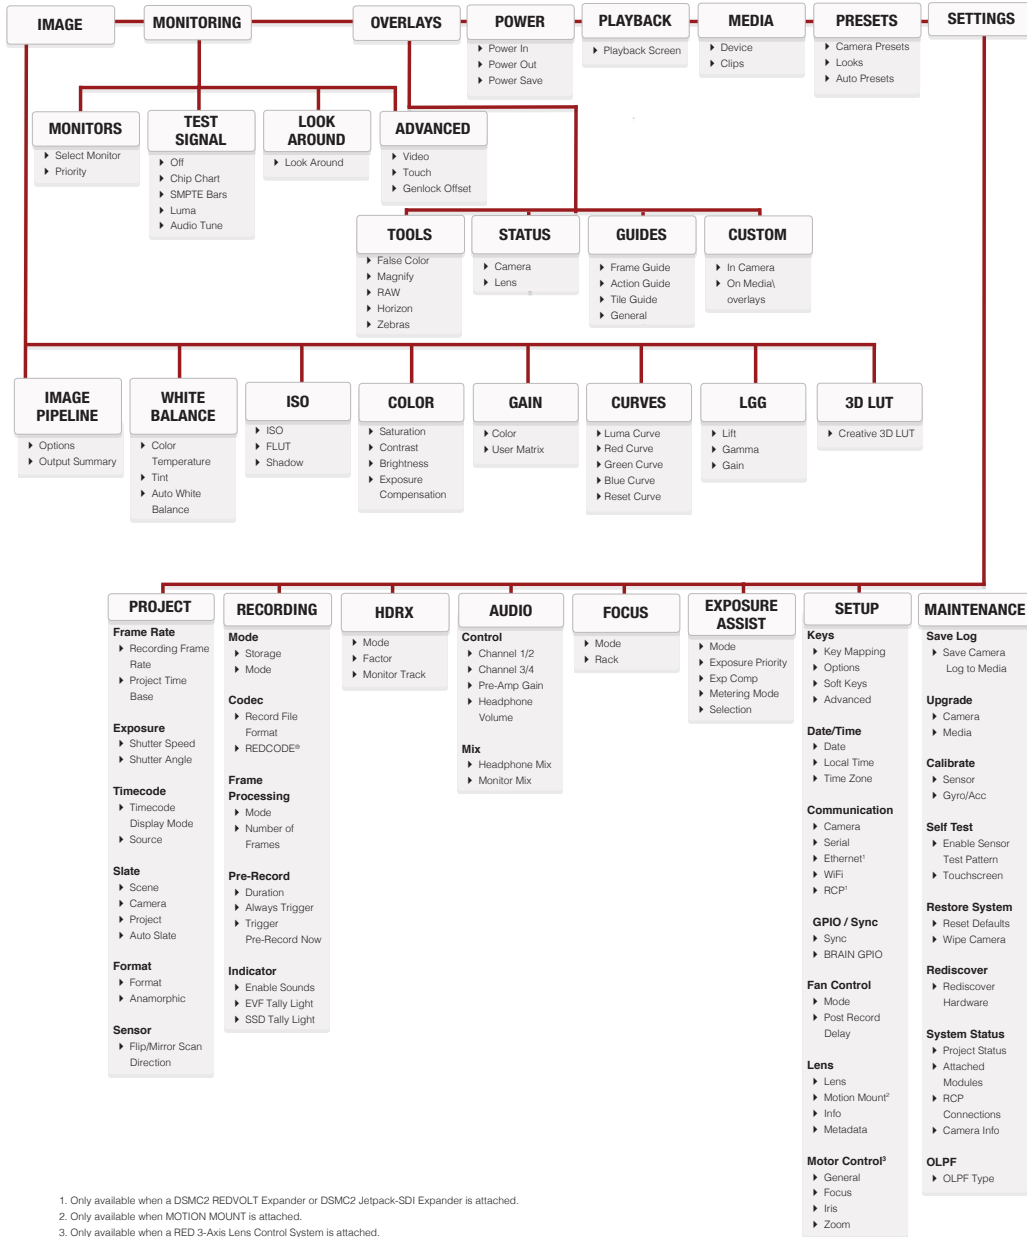 IMAGE
MONITORING
OVERLAYS
POWER
PLAYBACK
MEDIA
PRESETS
SETTINGS
Power In
Power Out
Power Save
Playback Screen
Device
Clips
Camera Presets
Looks
Auto Presets
MONITORS
Select Monitor
Priority
TEST
SIGNAL
Off
Chip Chart
SMPTE Bars
Luma
Audio Tune
LOOK
AROUND
Look Around
ADVANCED
Video
Touch
Genlock Offset
TOOLS
False Color
Magnify
RAW
Horizon
Zebras
STATUS
Camera
Lens
GUIDES
Frame Guide
Action Guide
Tile Guide
General
CUSTOM
In Camera
On Media\
overlays
IMAGE
PIPELINE
Options
Output Summary
WHITE
BALANCE
Color
Temperature
Tint
Auto White
Balance
ISO
ISO
FLUT
Shadow
COLOR
Saturation
Contrast
Brightness
Exposure
Compensation
GAIN
Color
User Matrix
CURVES
Luma Curve
Red Curve
Green Curve
Blue Curve
Reset Curve
LGG
Lift
Gamma
Gain
3D LUT
Creative 3D LUT
PROJECT
Frame Rate
Recording Frame
Rate
Project Time
Base
Exposure
Shutter Speed
Shutter Angle
Timecode
Timecode
Display Mode
Source
Slate
Scene
Camera
Project
Auto Slate
Format
Format
Anamorphic
Sensor
Flip/Mirror Scan
Direction
RECORDING
Mode
Storage
Mode
Codec
Record File
Format
REDCODE®
Frame
Processing
Mode
Number of
Frames
Pre-Record
Duration
Always Trigger
Trigger
Pre-Record Now
Indicator
Enable Sounds
EVF Tally Light
SSD Tally Light
HDRX
Mode
Factor
Monitor Track
AUDIO
Control
Channel 1/2
Channel 3/4
Pre-Amp Gain
Headphone
Volume
Mix
Headphone Mix
Monitor Mix
FOCUS
Mode
Rack
EXPOSURE
ASSIST
Mode
Exposure Priority
Exp Comp
Metering Mode
Selection
SETUP
Keys
Key Mapping
Options
Soft Keys
Advanced
Date/Time
Date
Local Time
Time Zone
Communication
Camera
Serial
Ethernet¹
WiFi
RCP¹
GPIO / Sync
Sync
BRAIN GPIO
Fan Control
Mode
Post Record
Delay
Lens
Lens
Motion Mount²
Info
Metadata
Motor Control³
General
Focus
Iris
Zoom
MAINTENANCE
Save Log
Save Camera
Log to Media
Upgrade
Camera
Media
Calibrate
Sensor
Gyro/Acc
Self Test
Enable Sensor
Test Pattern
Touchscreen
Restore System
Reset Defaults
Wipe Camera
Rediscover
Rediscover
Hardware
System Status
Project Status
Attached
Modules
RCP
Connections
Camera Info
OLPF
OLPF Type
1. Only available when a DSMC2 REDVOLT Expander or DSMC2 Jetpack-SDI Expander is attached.
2. Only available when MOTION MOUNT is attached.
3. Only available when a RED 3-Axis Lens Control System is attached.